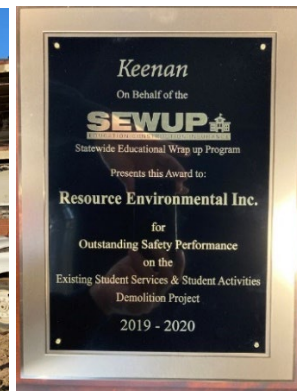 Keenan
On Behalf of the
SEWUP
Statewide Educational Wrap up Program
Presents this Award to:
Resource Environmental Inc.
for
Outstanding Safety Performance
on the
Existing Student Services & Student Activities
Demolition Project
2019 - 2020